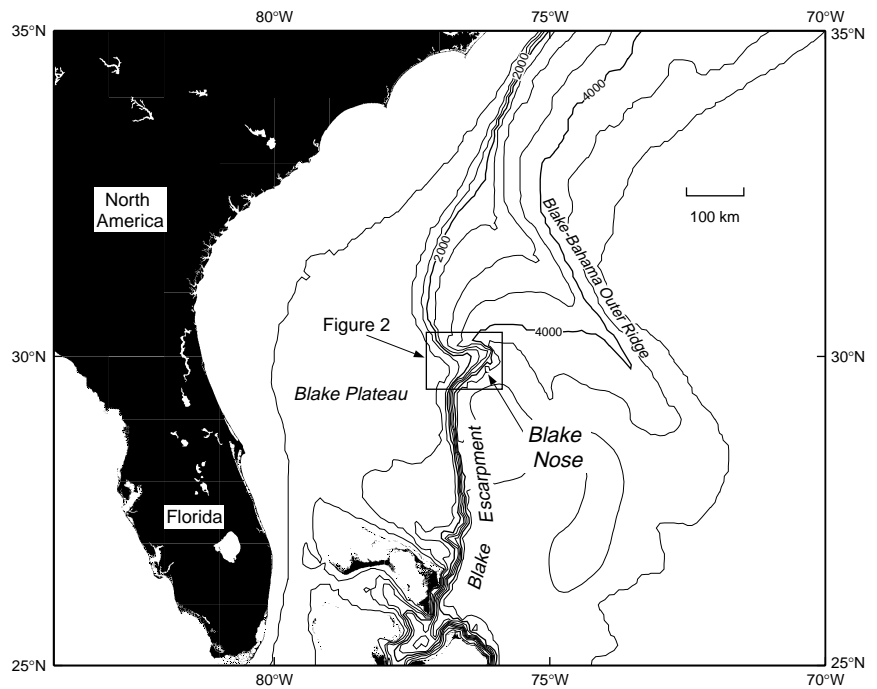 80°W
75°W
70°W
35°N
35°N
2000
4000
North
America
100 km
Blake-Bahama Outer Ridge
2000
Figure 2
4000
30°N
30°N
Blake Plateau
Blake
Nose
Blake Escarpment
Florida
25°N
25°N
80°W
75°W
70°W